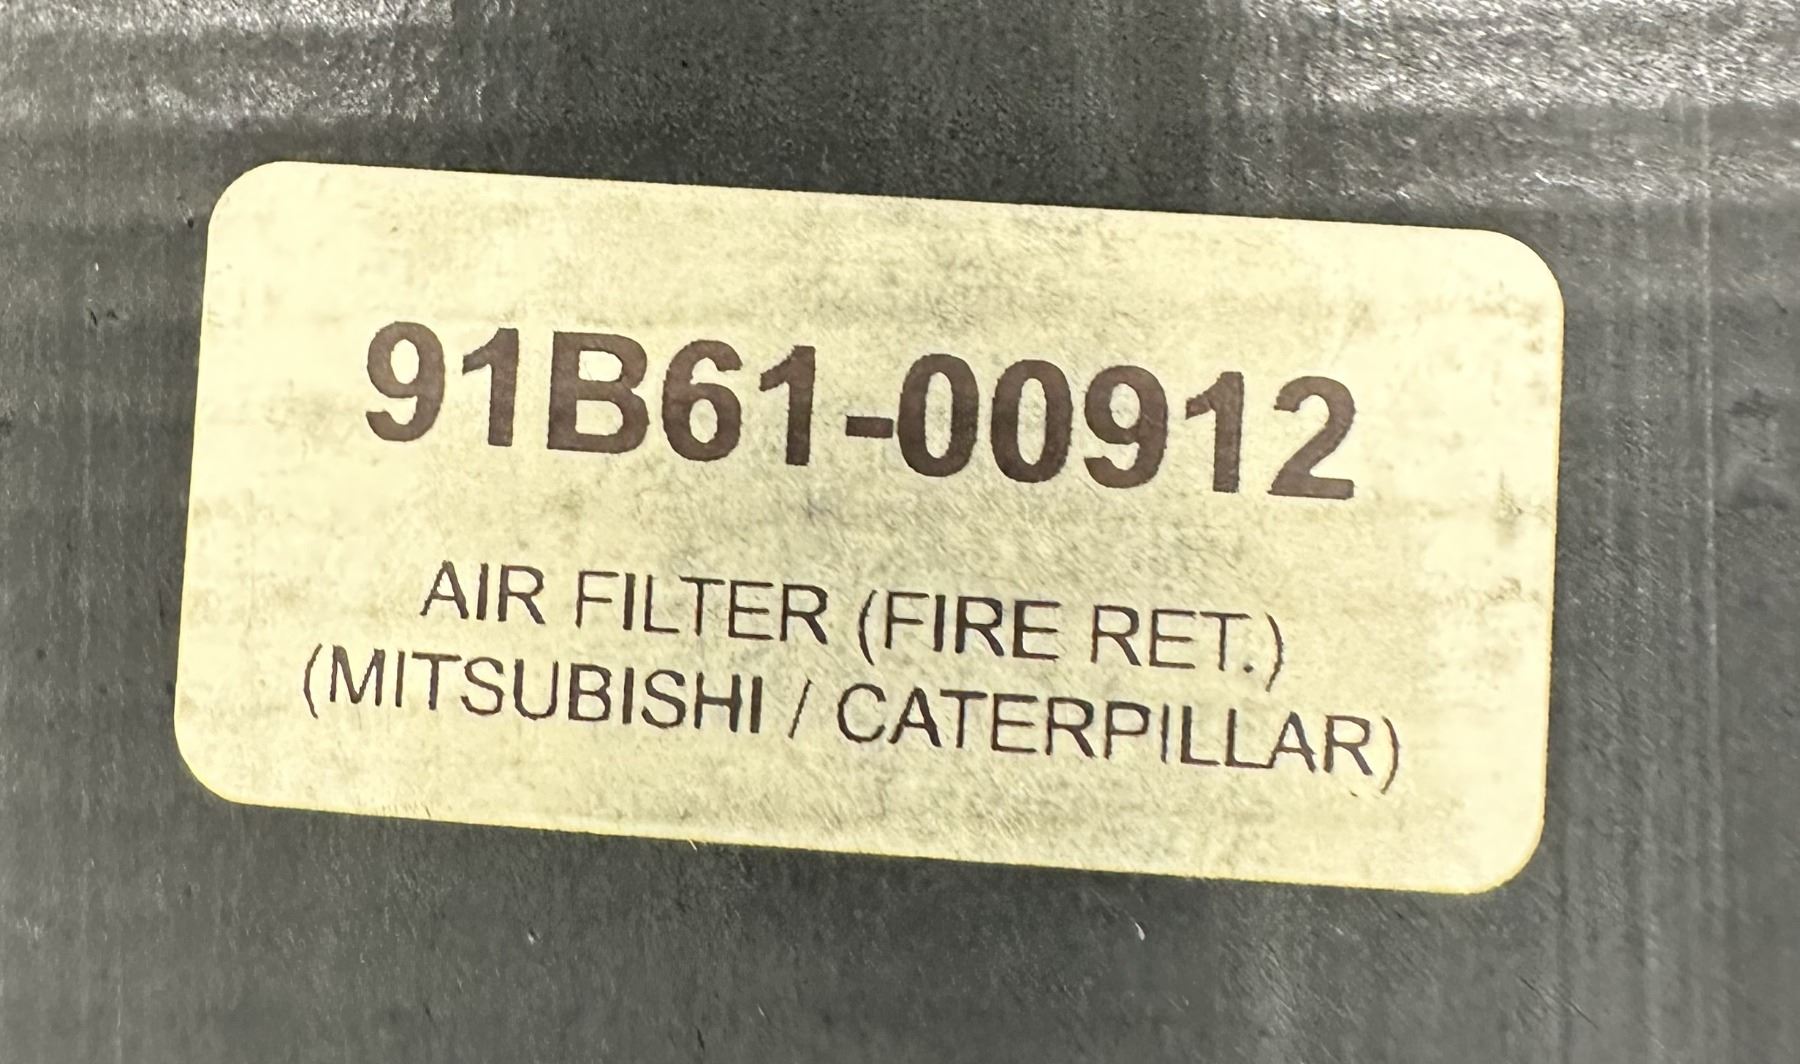 91B61-00912
AIR FILTER (FIRE RET.)
(MITSUBISHI / CATERPILLAR)